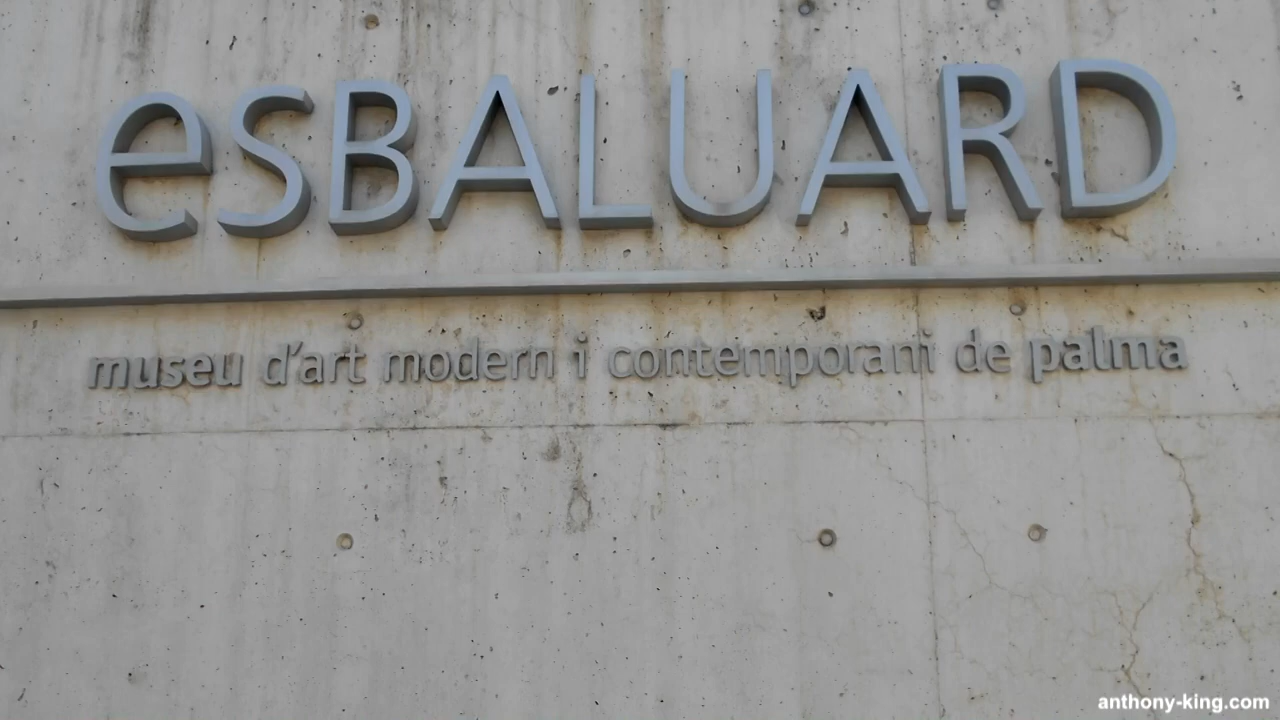 esBALUARD
museu d'art modern i contemporani de palma
anthony-king.com